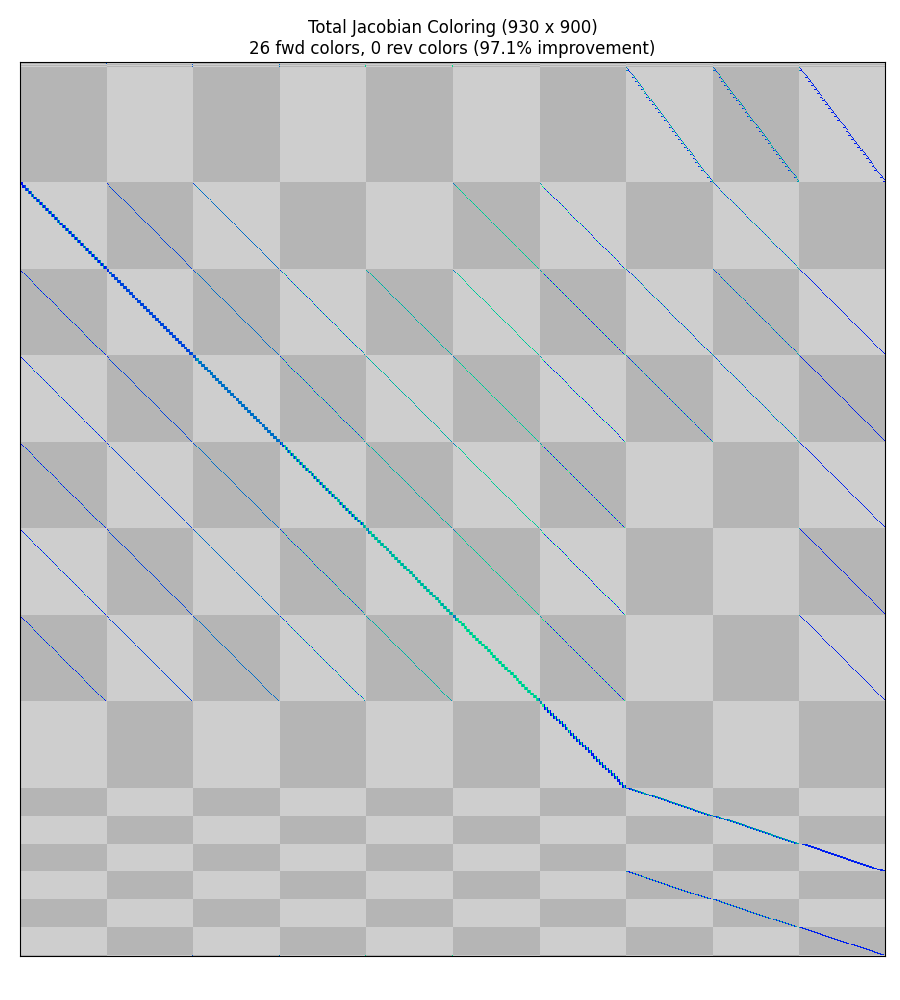 Total Jacobian Coloring (930 x 900)
26 fwd colors, 0 rev colors (97.1% improvement)